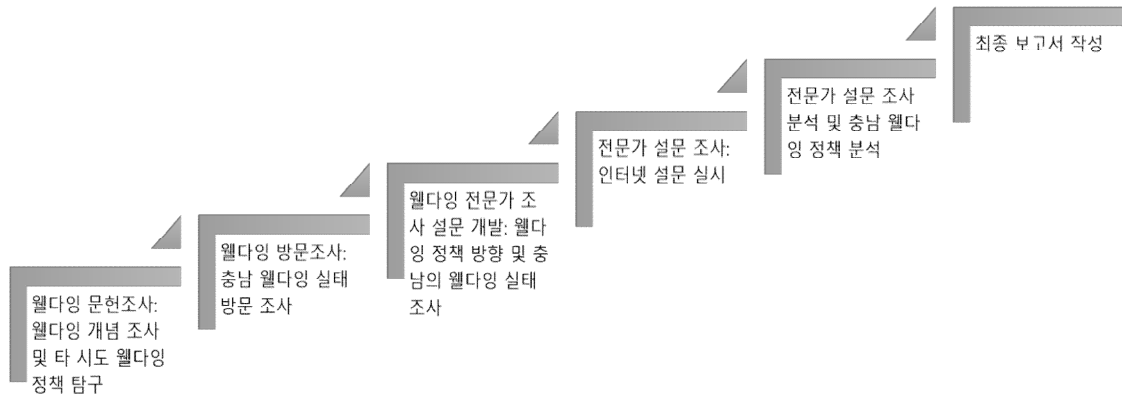 웰다잉 문헌조사:
웰다잉 개념 조사
및 타 시도 웰다잉
정책 탐구
웰다잉 방문조사:
충남 웰다잉 실태
방문 조사
웰다잉 전문가 조
사 설문 개발: 웰다
잉 정책 방향 및 충
남의 웰다잉 실태
조사
전문가 설문 조사:
인터넷 설문 실시
전문가 설문 조사
분석 및 충남 웰다
잉 정책 분석
최종 보고서 작성